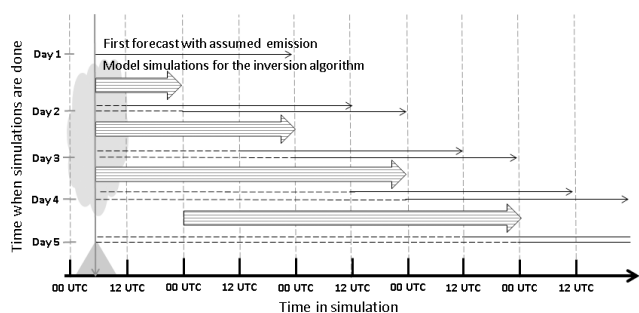 Time when simulations are done
Day 1
First forecast with assumed emission
Model simulations for the inversion algorithm
Day 2
Day 3
Day 4
Day 5
00 UTC 12 UTC 00 UTC 12 UTC 00 UTC 12 UTC 00 UTC 12 UTC 00 UTC 12 UTC
Time in simulation